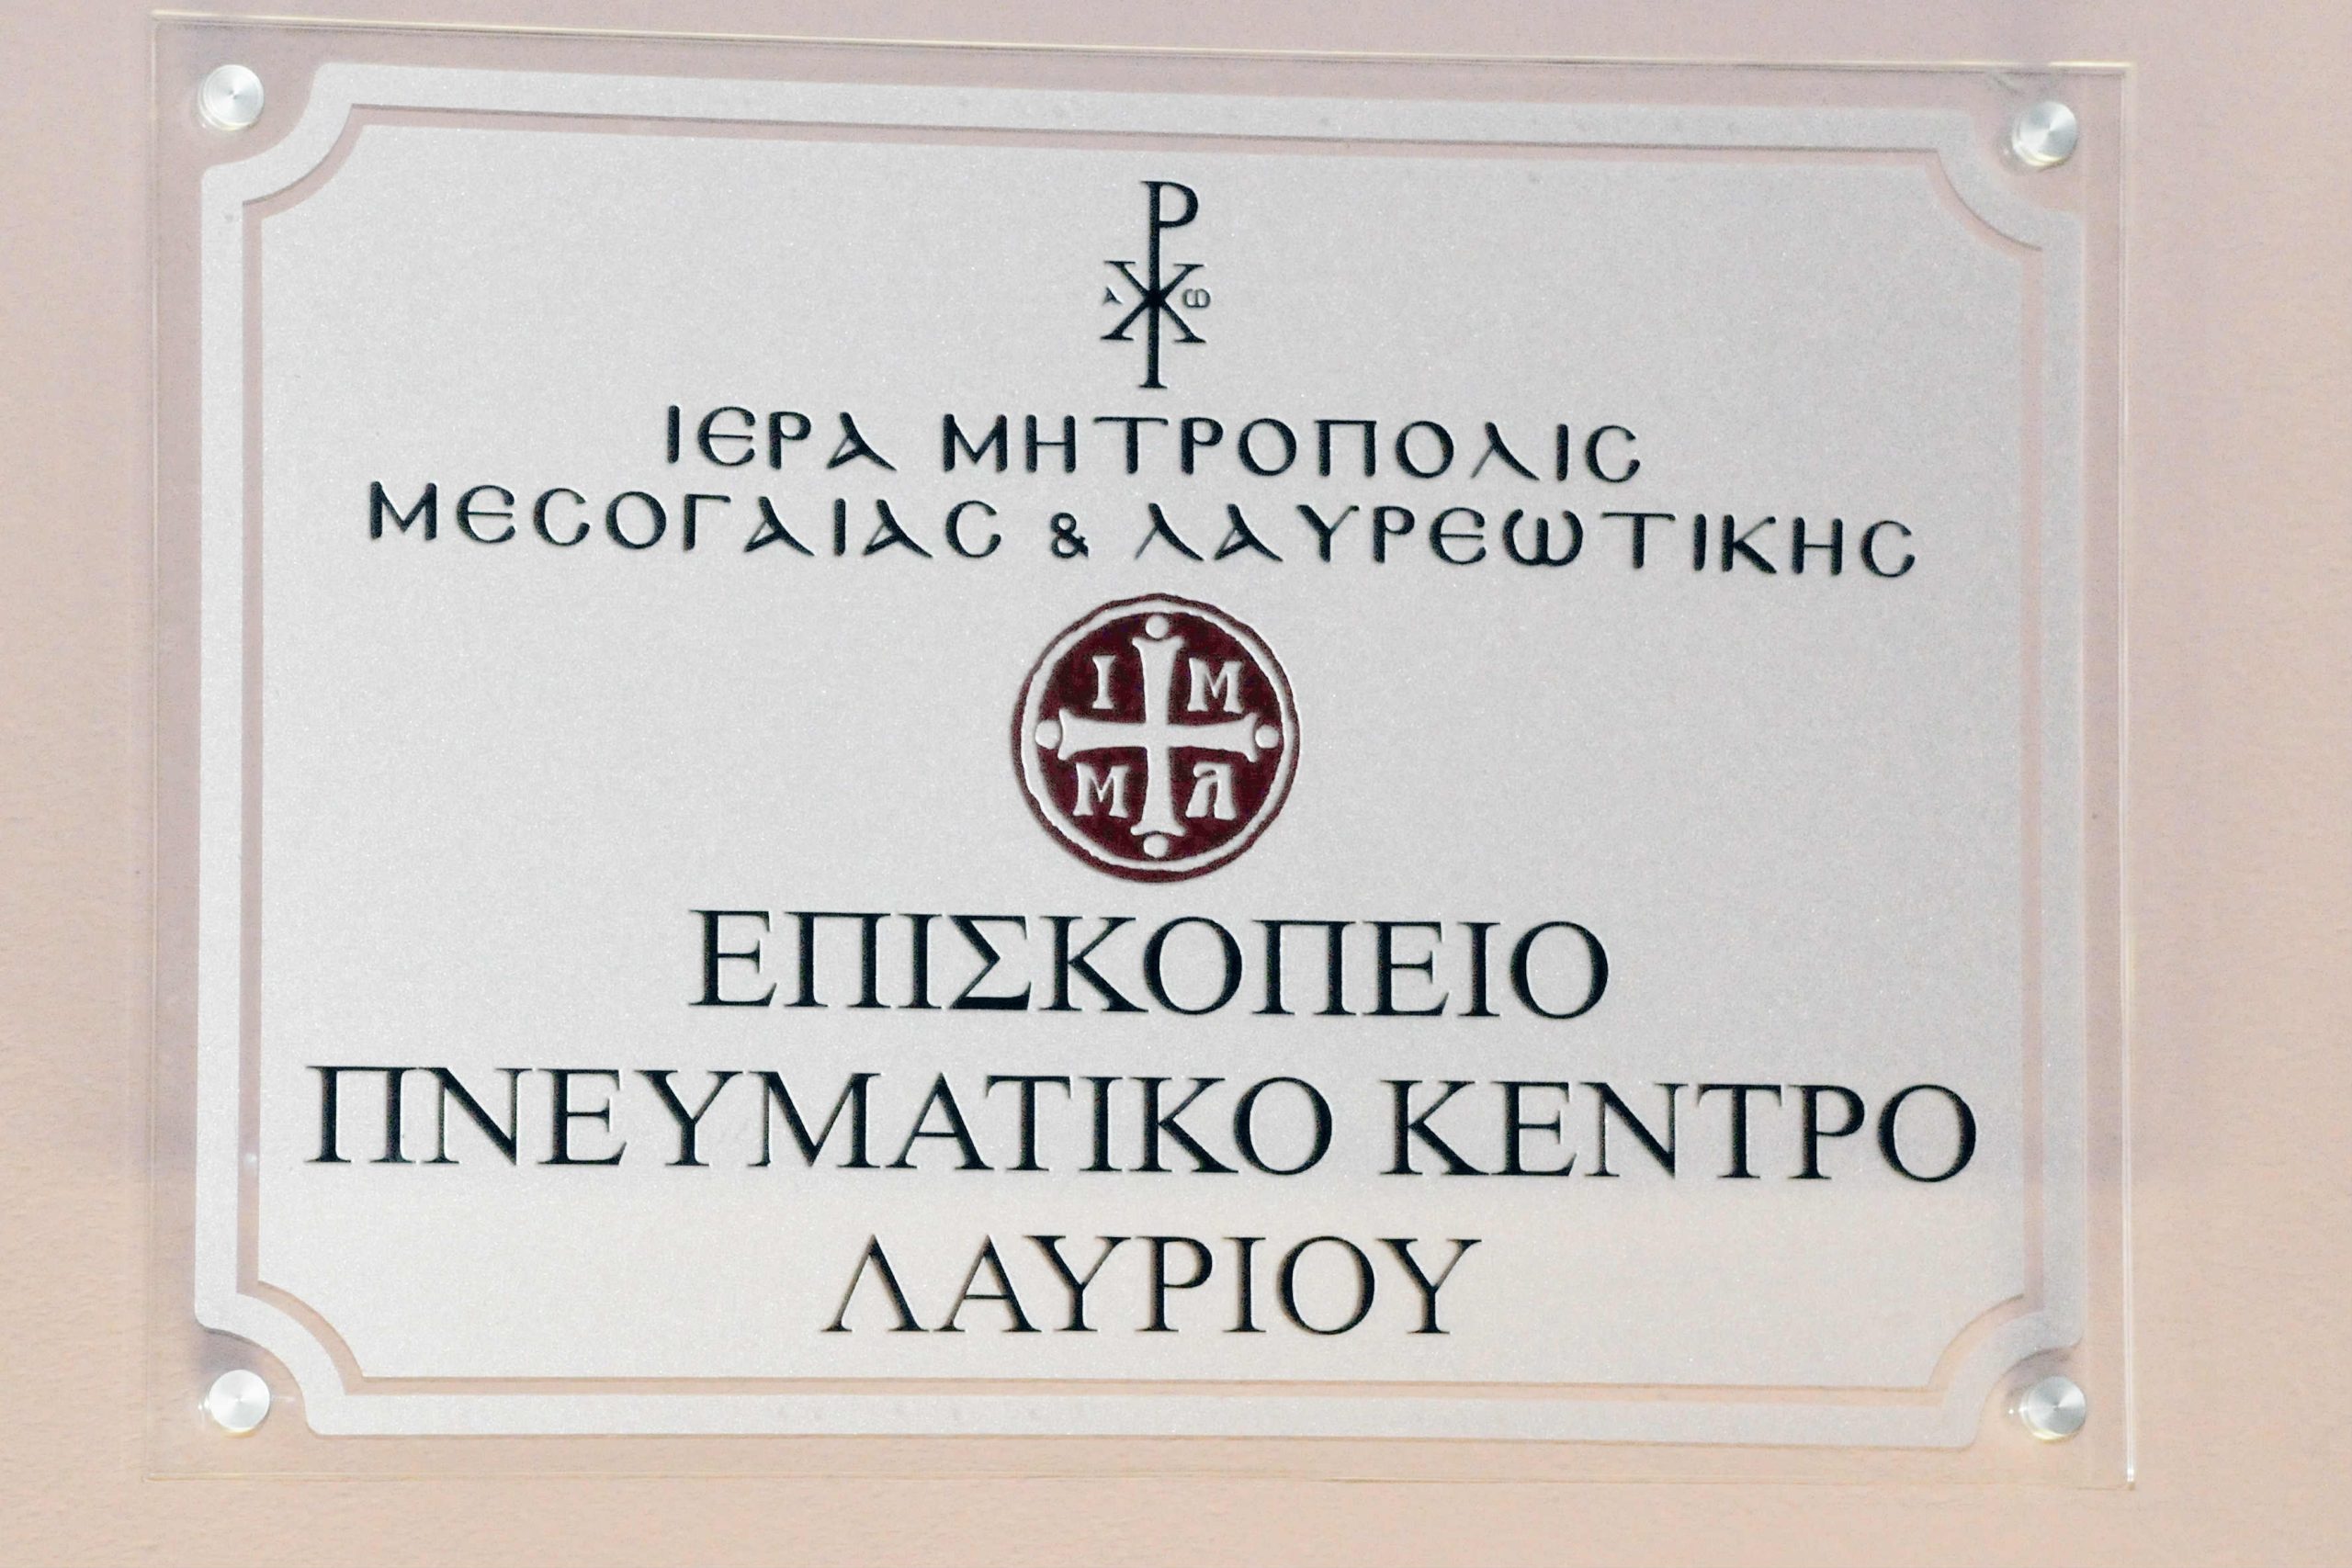 Α☧ω
ΙΕΡΑ ΜΗΤΡΟΠΟΛΙϹ
ΜΕϹΟΓΑΙΑϹ & ΛΑΥΡΕΩΤΙΚΗϹ
Ι Μ
Μ Λ
ΕΠΙΣΚΟΠΕΙΟ
ΠΝΕΥΜΑΤΙΚΟ ΚΕΝΤΡΟ
ΛΑΥΡΙΟΥ